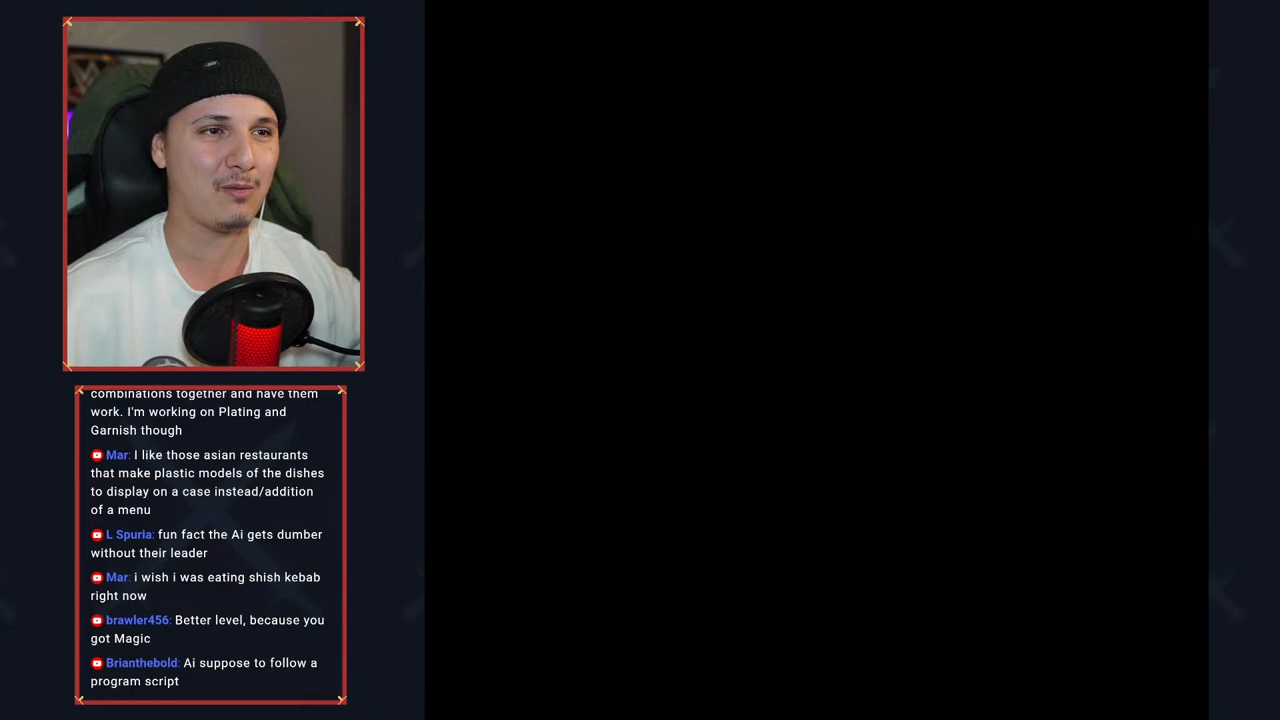 combinations together and have them
work. I'm working on Plating and
Garnish though
Mar: I like those asian restaurants
that make plastic models of the dishes
to display on a case instead/addition
of a menu
L Spuria: fun fact the Ai gets dumber
without their leader
Mar: i wish i was eating shish kebab
right now
brawler456: Better level, because you
got Magic
Brianthebold: Ai suppose to follow a
program script